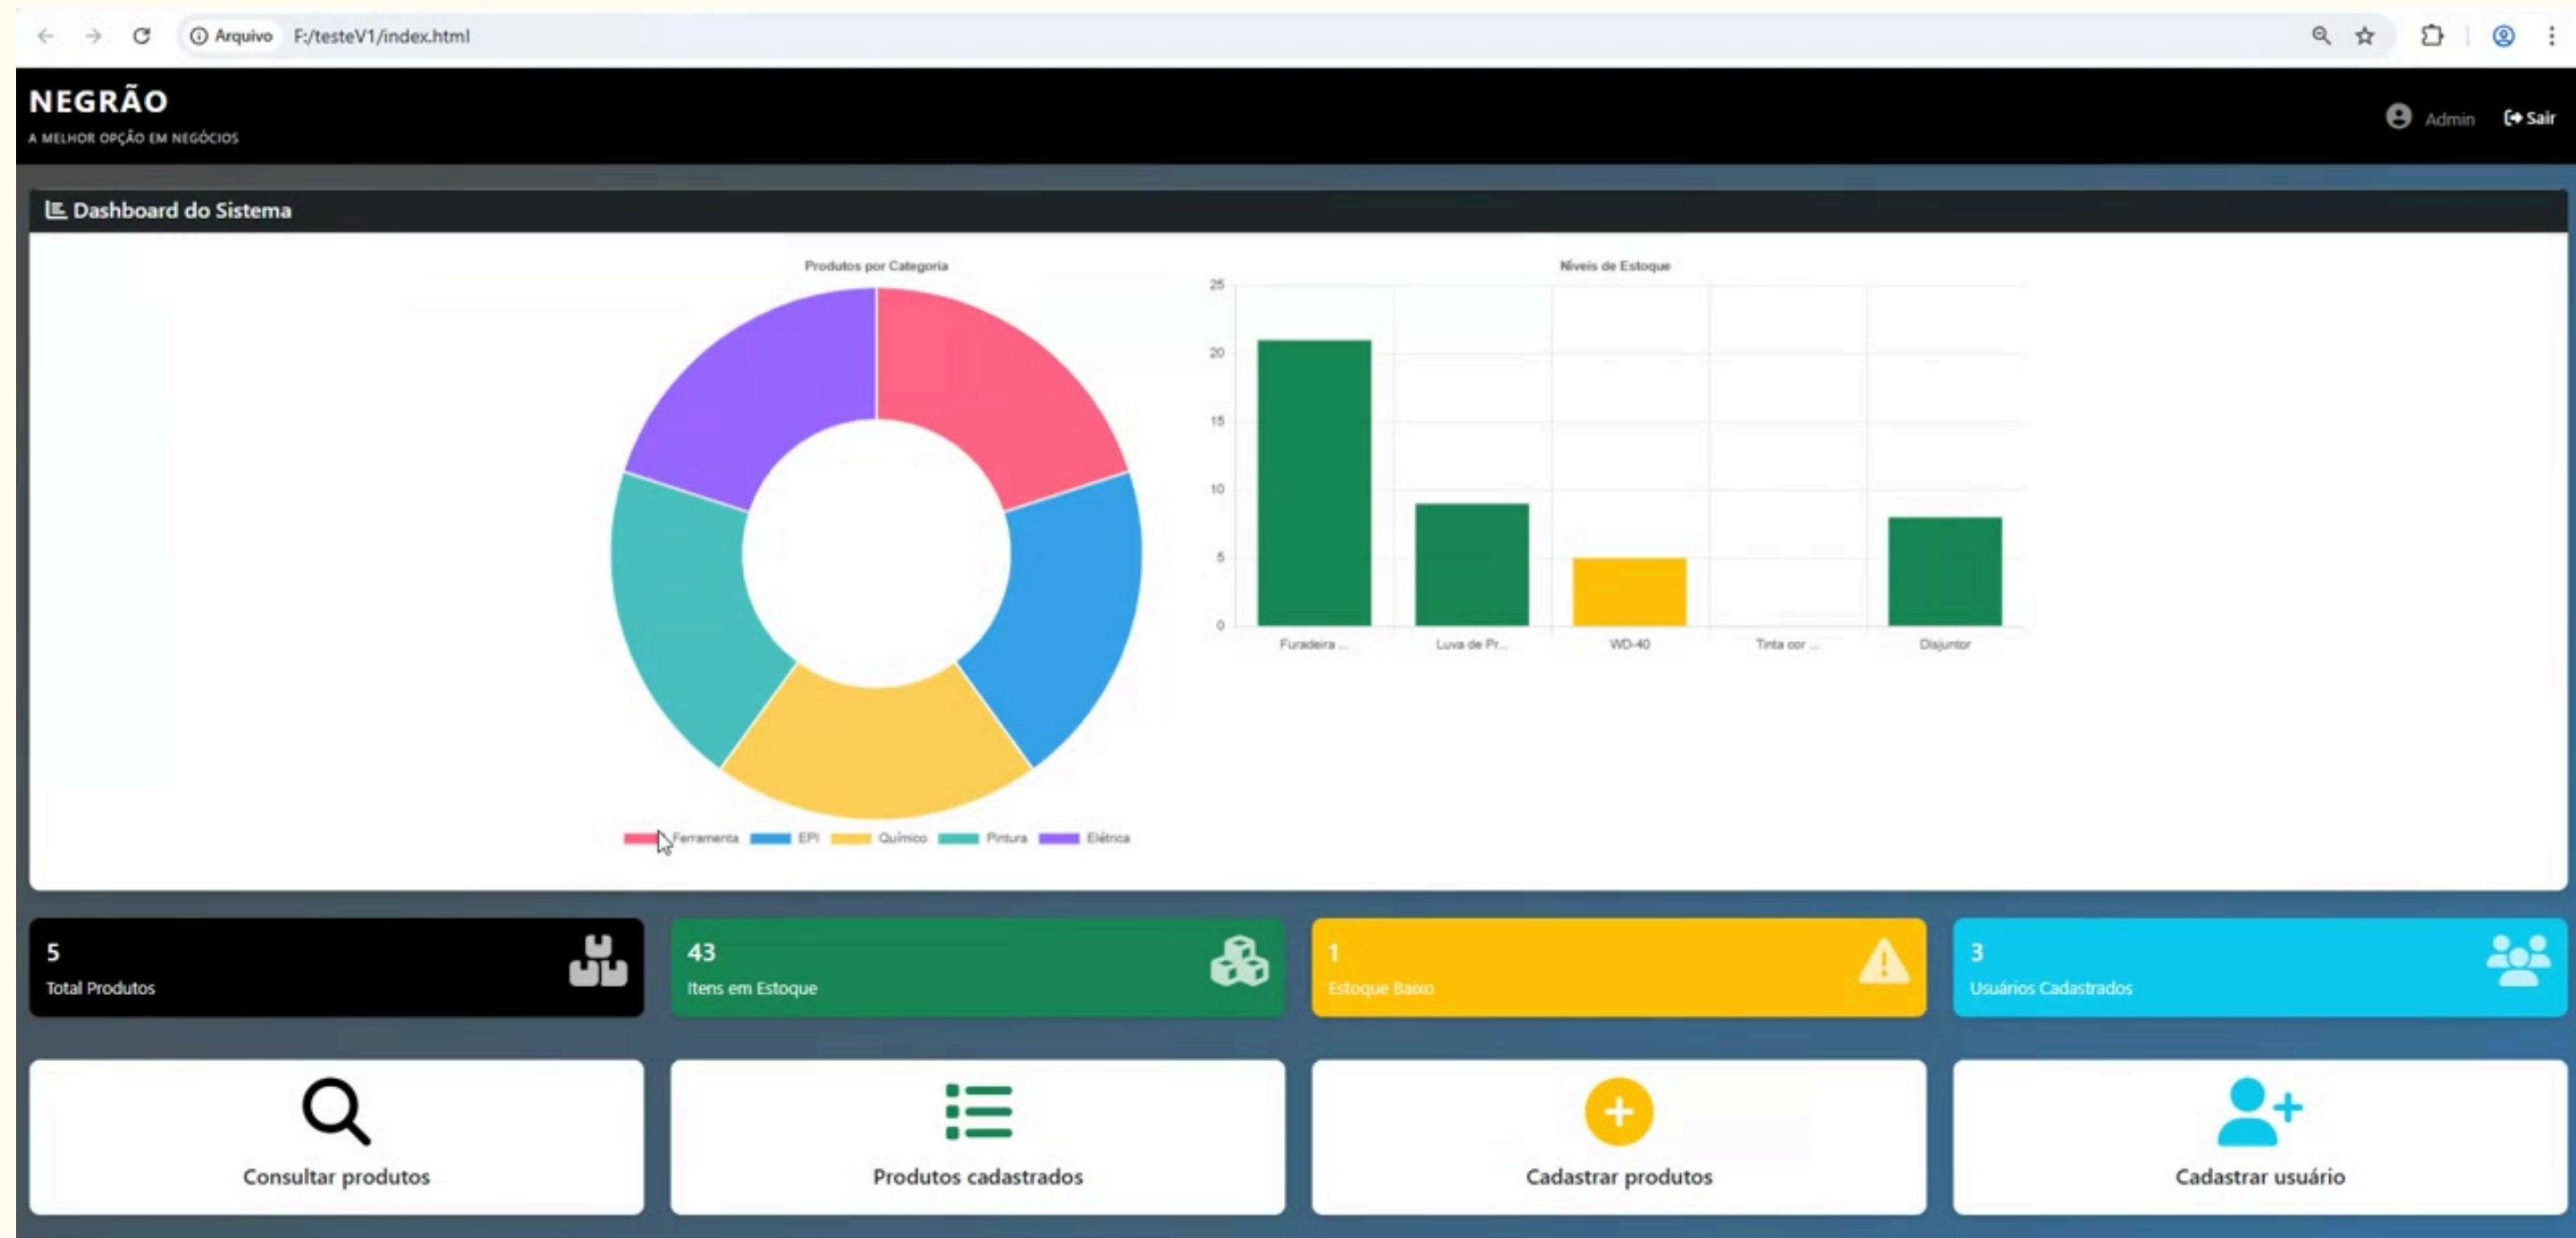 Arquivo F:/testeV1/index.html
NEGRÃO
A MELHOR OPÇÃO EM NEGÓCIOS
Admin Sair
Dashboard do Sistema
Produtos por Categoria
Ferramenta EPI Químico Pintura Elétrica
Níveis de Estoque
25
20
15
10
5
0
Furadeira ... Luva de Pr... WD-40 Tinta cor ... Disjuntor
5
Total Produtos
43
Itens em Estoque
1
Estoque Baixo
3
Usuários Cadastrados
Consultar produtos
Produtos cadastrados
Cadastrar produtos
Cadastrar usuário